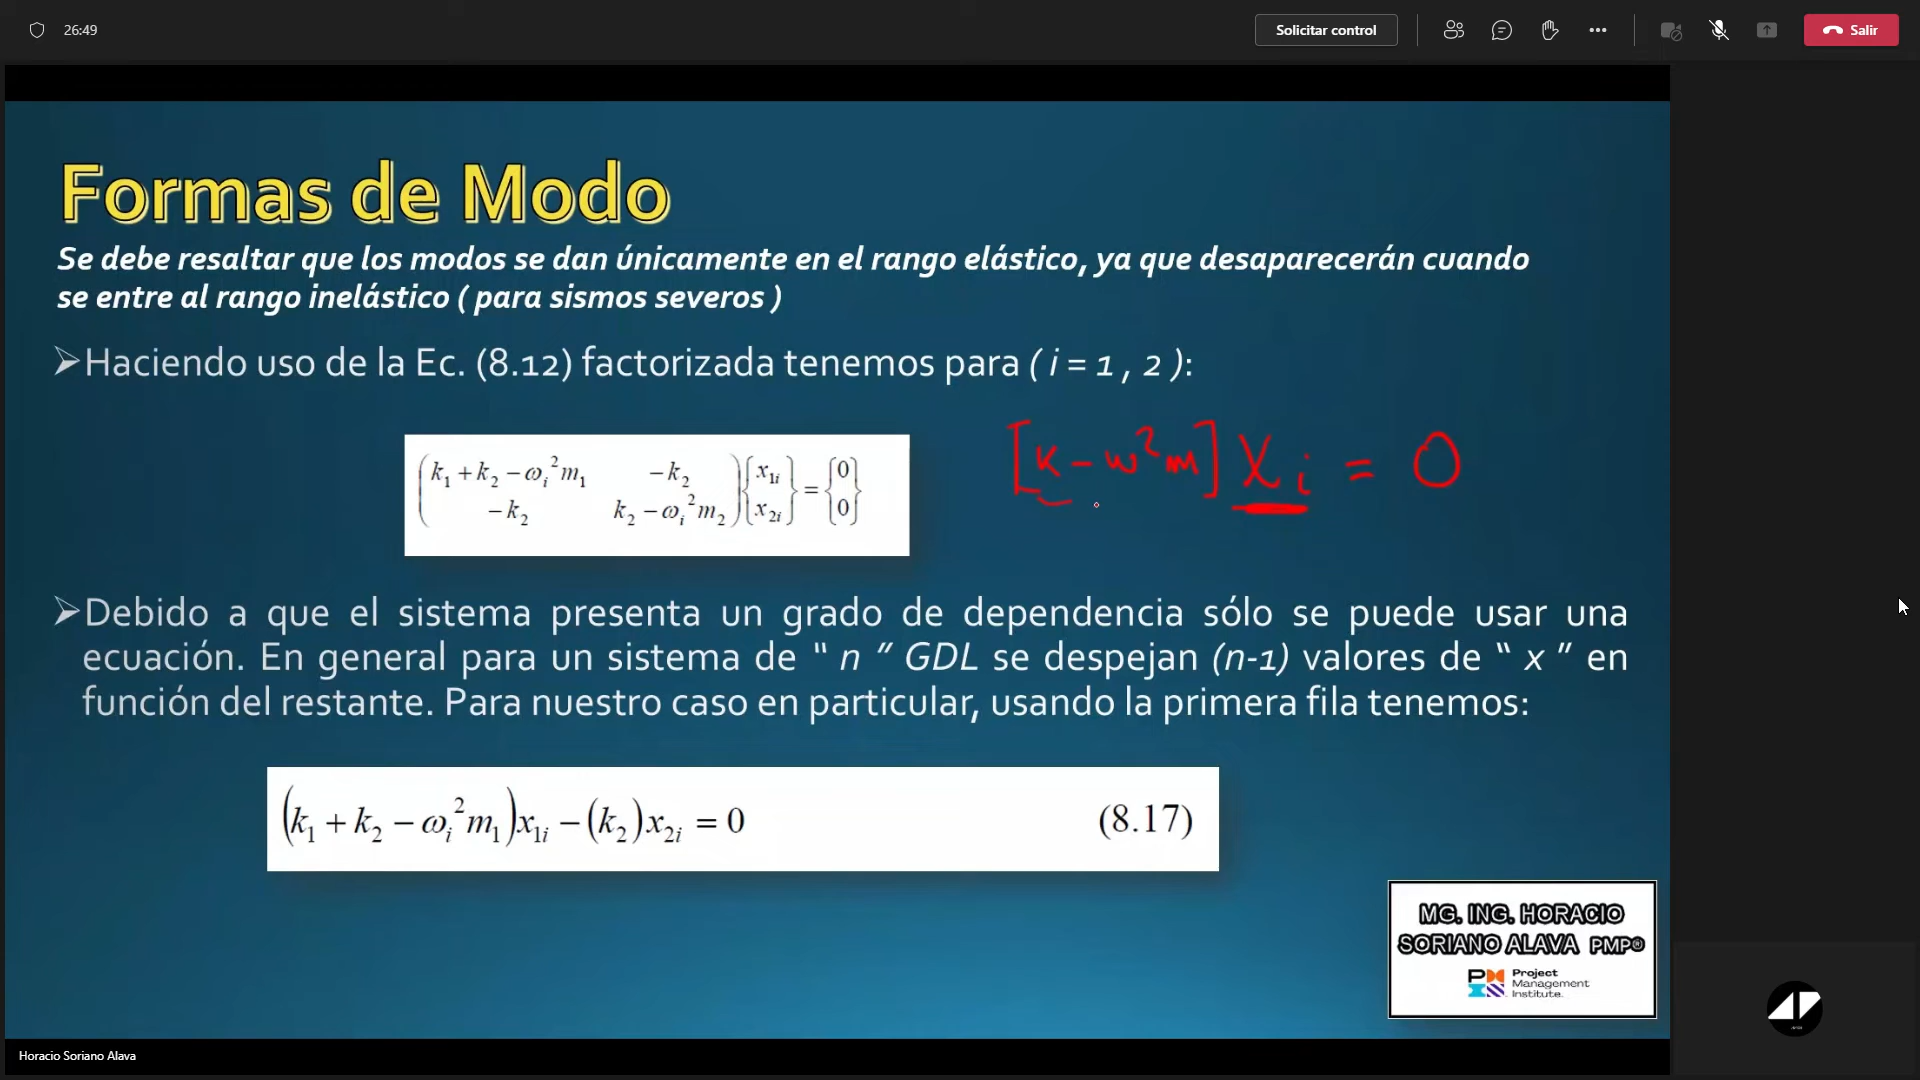 26:49
Solicitar control
Salir
Formas de Modo
Se debe resaltar que los modos se dan únicamente en el rango elástico, ya que desaparecerán cuando
se entre al rango inelástico ( para sismos severos )
➢Haciendo uso de la Ec. (8.12) factorizada tenemos para ( i = 1 , 2 ):
k₁ + k₂ − ωᵢ²m₁ −k₂ x₁ᵢ = 0
−k₂ k₂ − ωᵢ²m₂ x₂ᵢ 0
[k − w²m] Xᵢ = 0
➢Debido a que el sistema presenta un grado de dependencia sólo se puede usar una
ecuación. En general para un sistema de “ n ” GDL se despejan (n-1) valores de “ x ” en
función del restante. Para nuestro caso en particular, usando la primera fila tenemos:
(k₁ + k₂ − ωᵢ²m₁)x₁ᵢ − (k₂)x₂ᵢ = 0 (8.17)
MG. ING. HORACIO
SORIANO ALAVA PMP®
Project
Management
Institute.
Horacio Soriano Alava